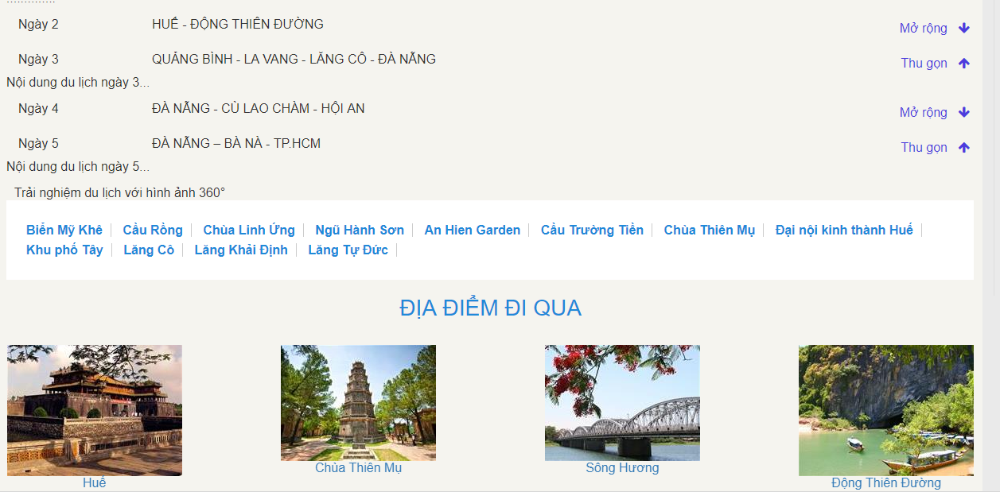 ..............
Ngày 2 HUẾ - ĐỘNG THIÊN ĐƯỜNG Mở rộng
Ngày 3 QUẢNG BÌNH - LA VANG - LĂNG CÔ - ĐÀ NẴNG Thu gọn
Nội dung du lịch ngày 3...
Ngày 4 ĐÀ NẴNG - CÙ LAO CHÀM - HỘI AN Mở rộng
Ngày 5 ĐÀ NẴNG – BÀ NÀ - TP.HCM Thu gọn
Nội dung du lịch ngày 5...
Trải nghiệm du lịch với hình ảnh 360°
Biển Mỹ Khê Cầu Rồng Chùa Linh Ứng Ngũ Hành Sơn An Hien Garden Cầu Trường Tiền Chùa Thiên Mụ Đại nội kinh thành Huế
Khu phố Tây Lăng Cô Lăng Khải Định Lăng Tự Đức
ĐỊA ĐIỂM ĐI QUA
Huế Chùa Thiên Mụ Sông Hương Động Thiên Đường